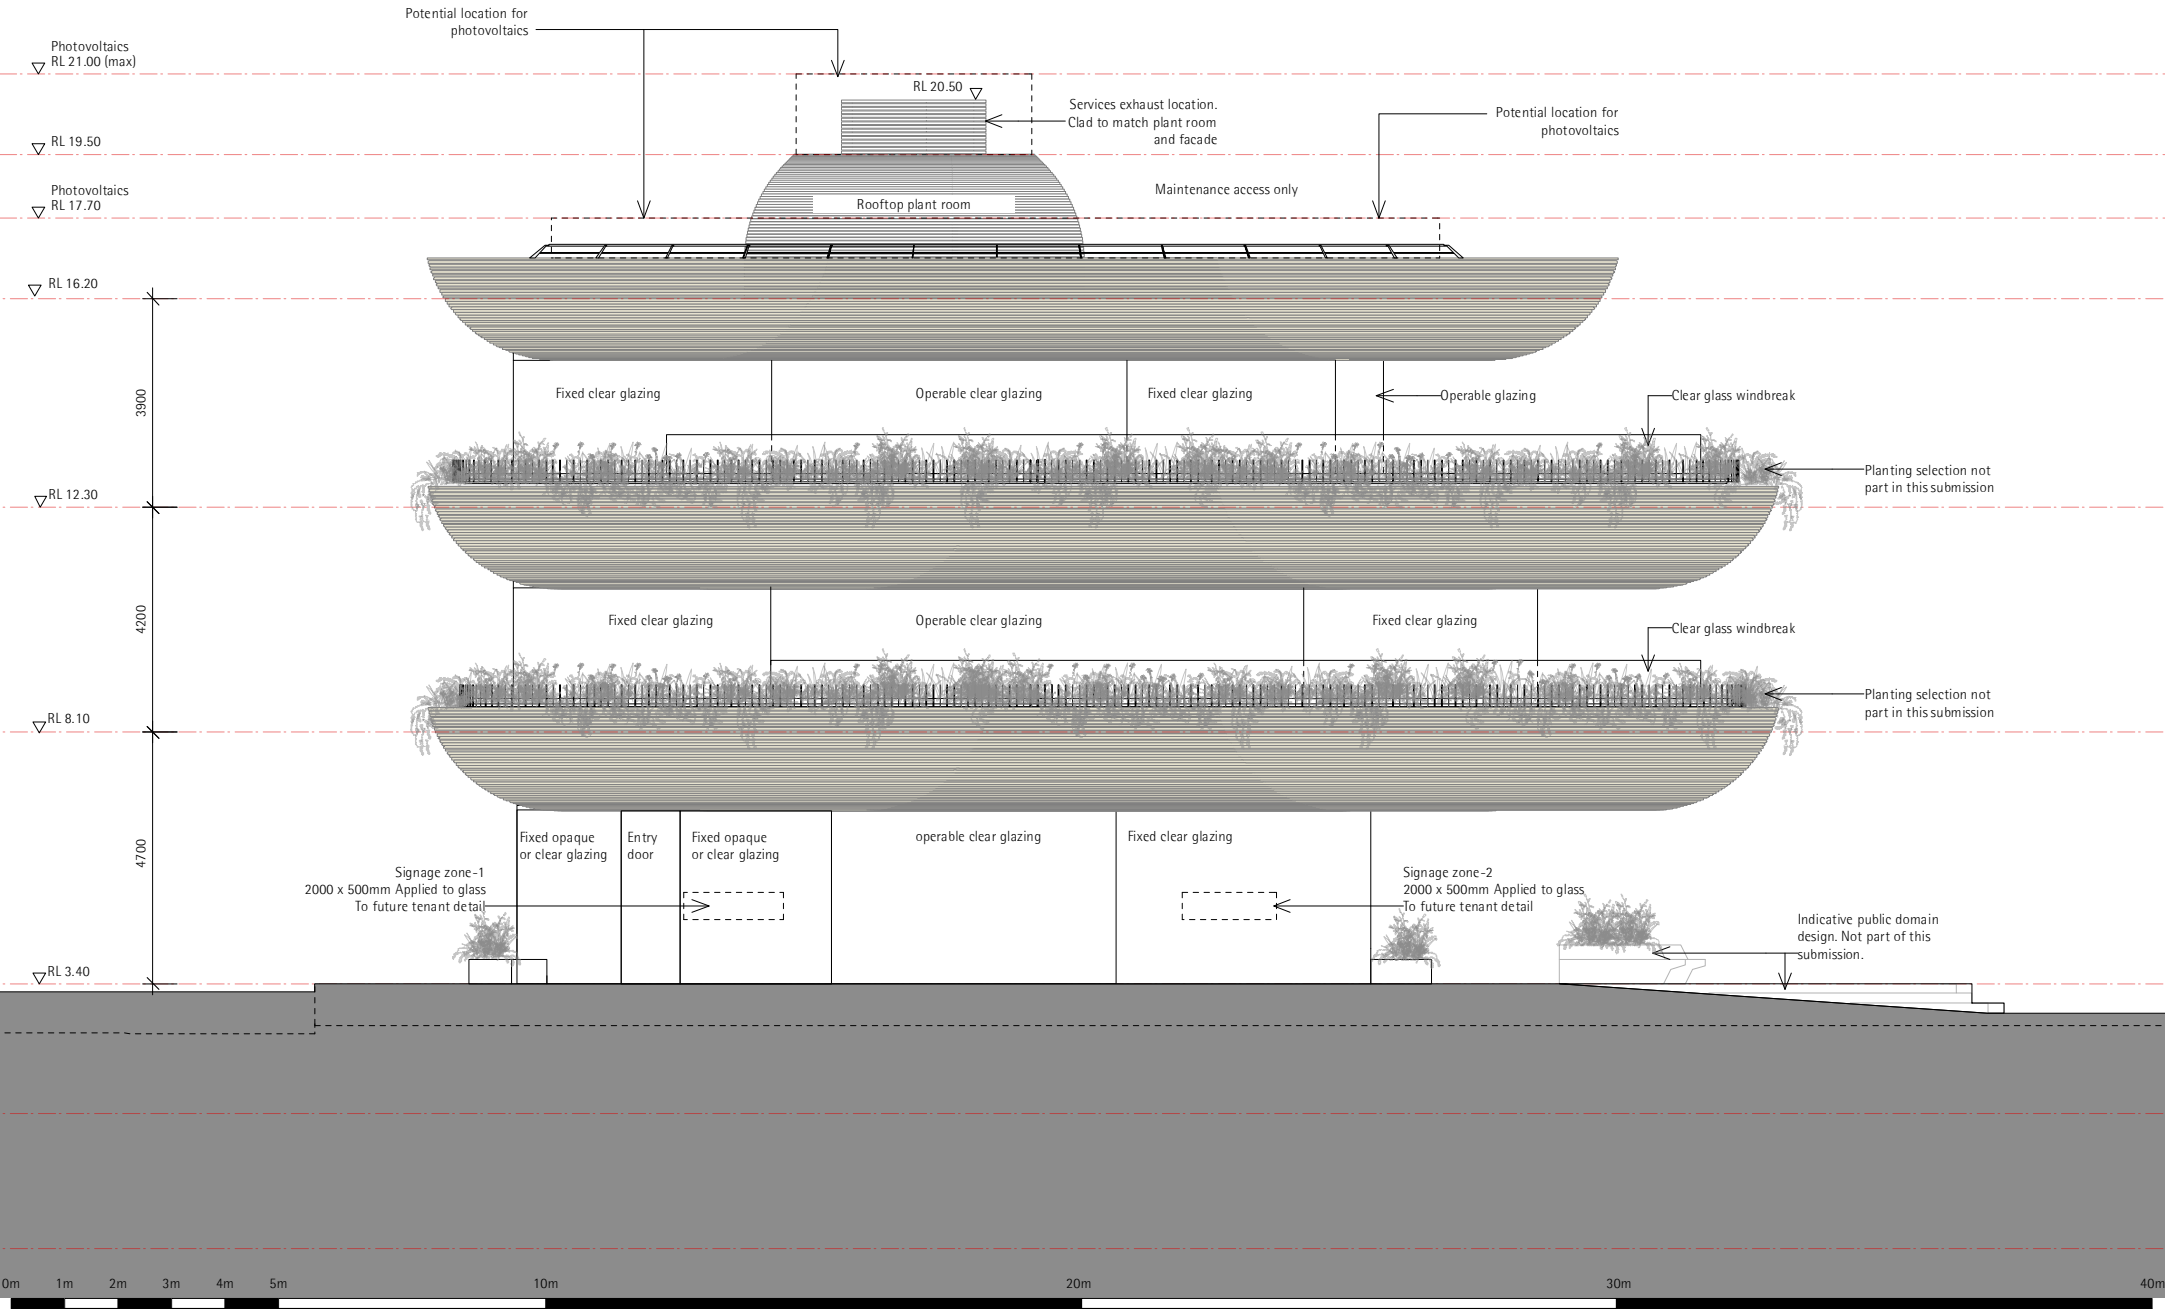 Potential location for
photovoltaics
Photovoltaics
RL 21.00 (max)
RL 20.50
Services exhaust location.
Clad to match plant room
and facade
Potential location for
photovoltaics
RL 19.50
Photovoltaics
RL 17.70
Maintenance access only
Rooftop plant room
RL 16.20
3900
Fixed clear glazing
Operable clear glazing
Fixed clear glazing
Operable glazing
Clear glass windbreak
Planting selection not
part in this submission
RL 12.30
4200
Fixed clear glazing
Operable clear glazing
Fixed clear glazing
Clear glass windbreak
Planting selection not
part in this submission
RL 8.10
4700
Fixed opaque
or clear glazing
Entry
door
Fixed opaque
or clear glazing
operable clear glazing
Fixed clear glazing
Signage zone-1
2000 x 500mm Applied to glass
To future tenant detail
Signage zone-2
2000 x 500mm Applied to glass
To future tenant detail
Indicative public domain
design. Not part of this
submission.
RL 3.40
0m 1m 2m 3m 4m 5m 10m 20m 30m 40m